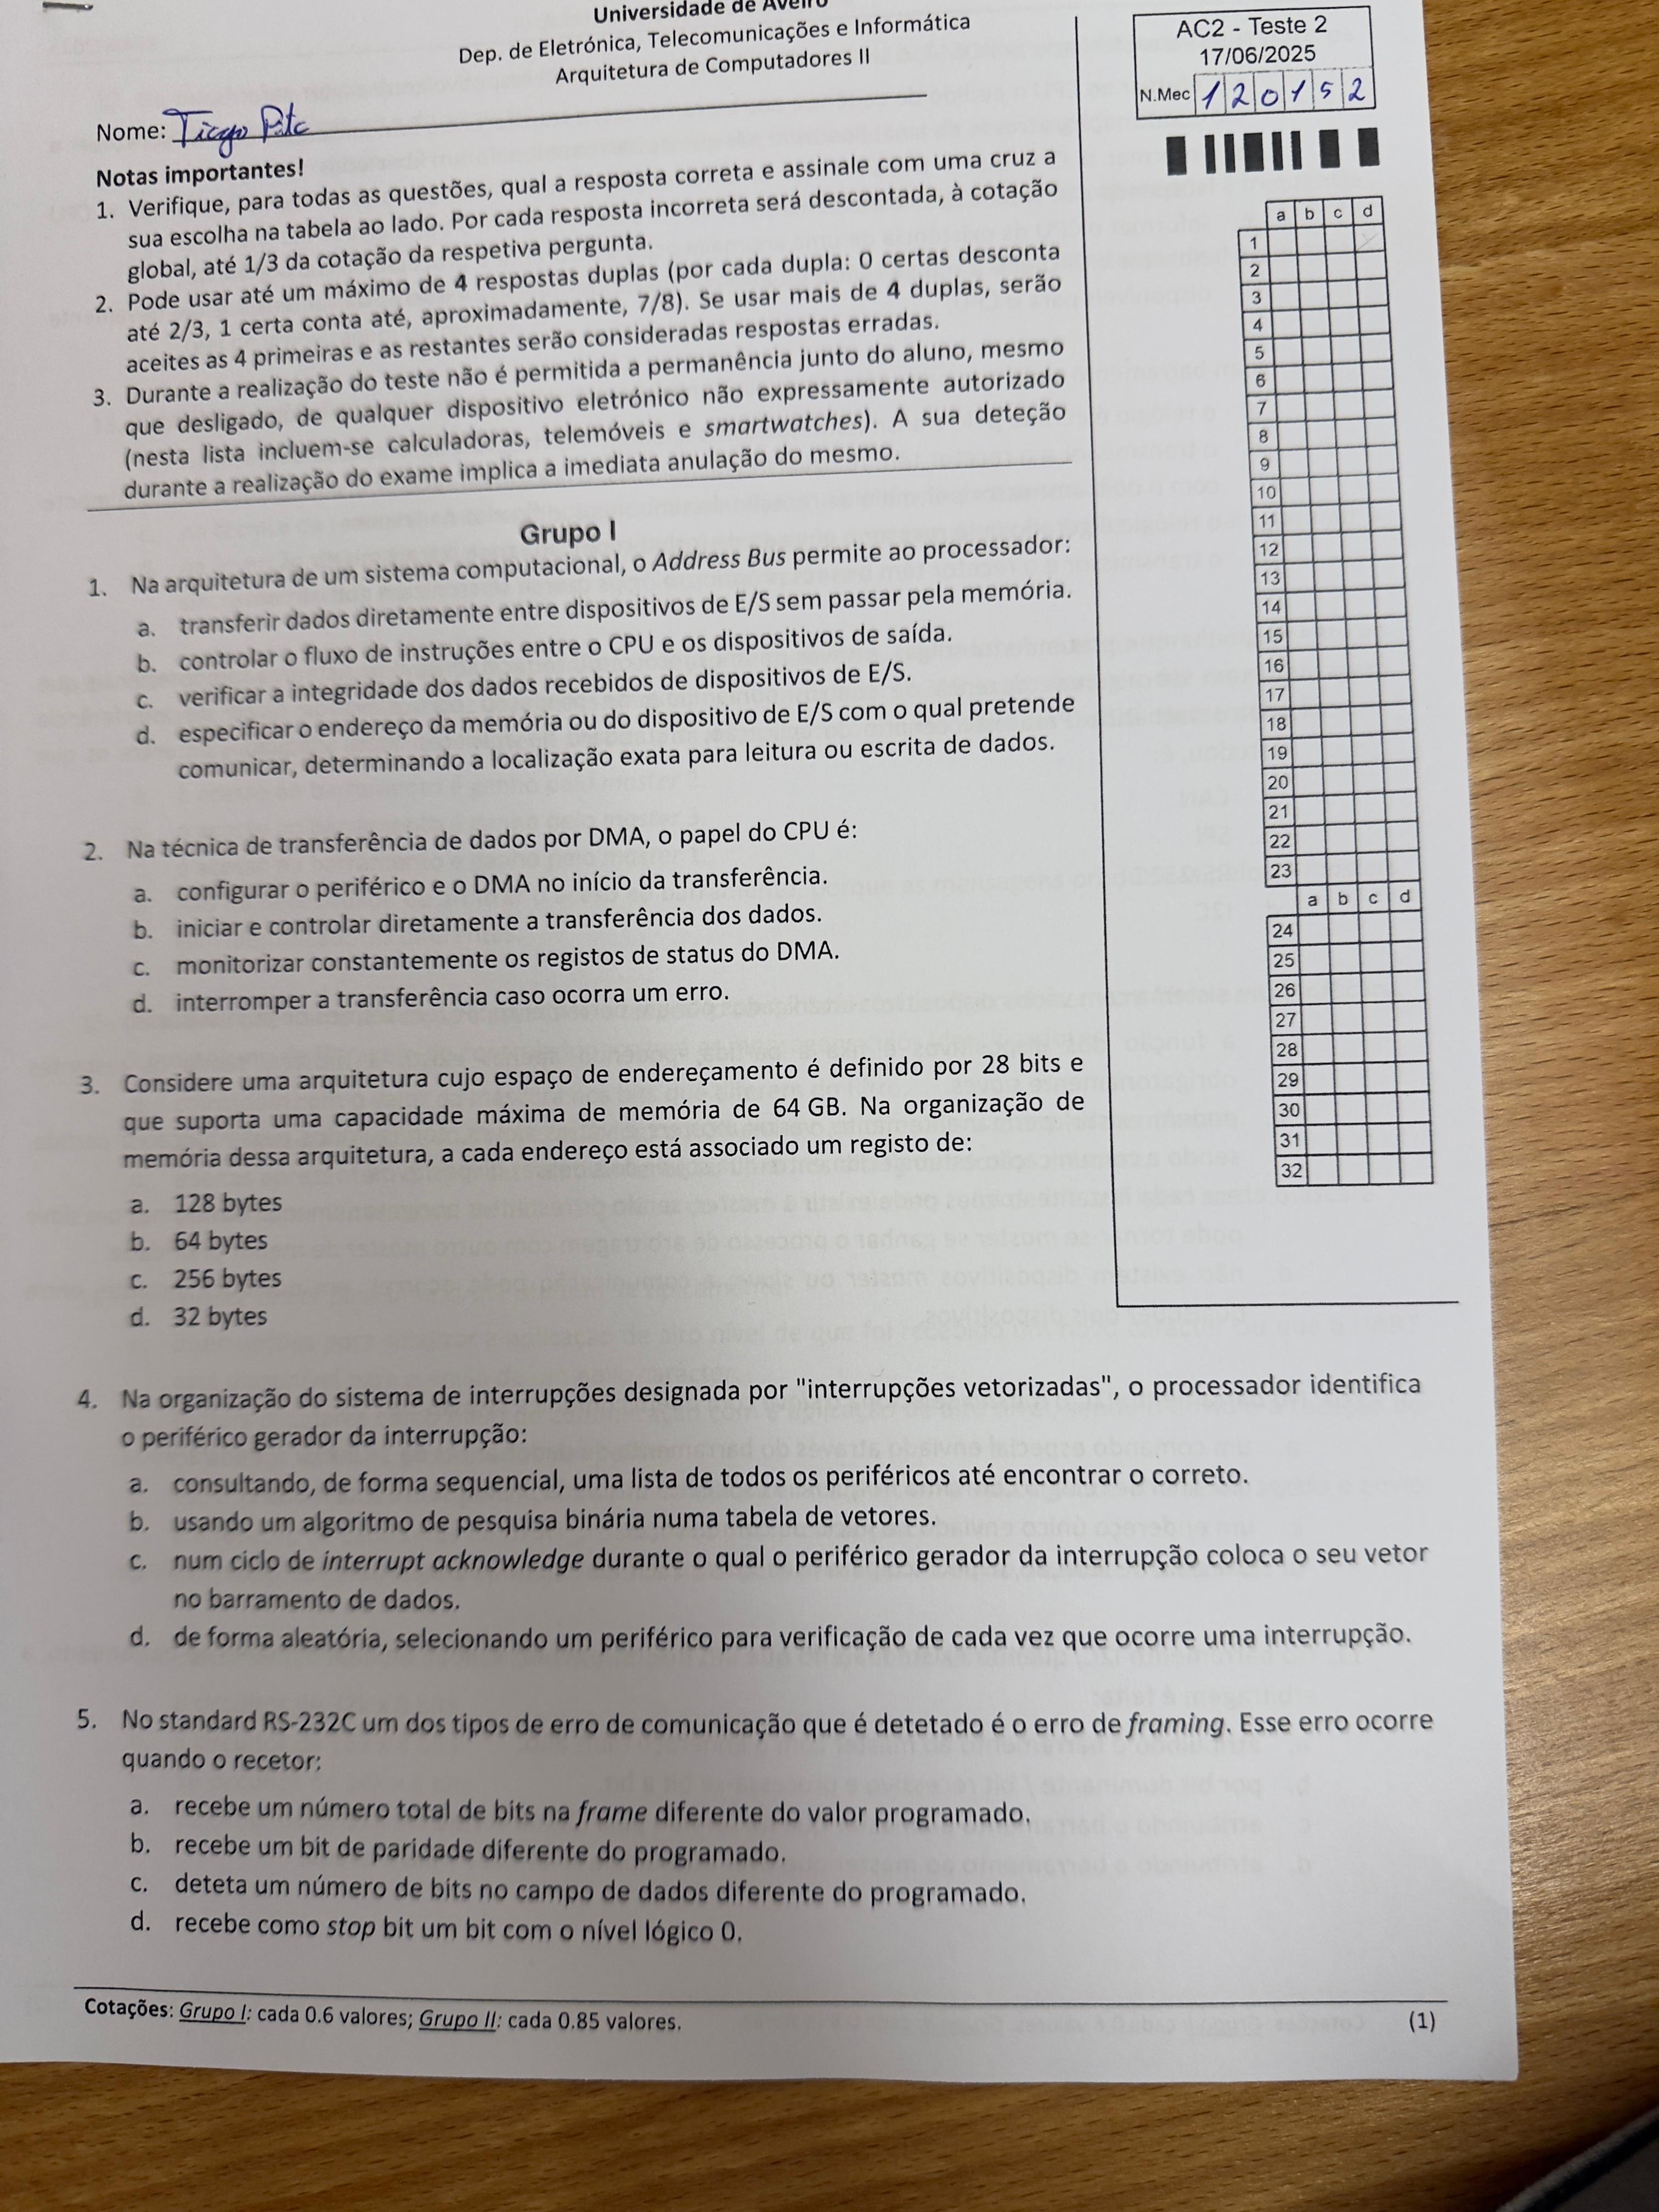 Universidade de Aveiro
Dep. de Eletrónica, Telecomunicações e Informática
Arquitetura de Computadores II
AC2 - Teste 2
17/06/2025
N.Mec 120152
Nome: Tiago
Notas importantes!
1. Verifique, para todas as questões, qual a resposta correta e assinale com uma cruz a
sua escolha na tabela ao lado. Por cada resposta incorreta será descontada, à cotação
global, até 1/3 da cotação da respetiva pergunta.
2. Pode usar até um máximo de 4 respostas duplas (por cada dupla: 0 certas desconta
até 2/3, 1 certa conta até, aproximadamente, 7/8). Se usar mais de 4 duplas, serão
aceites as 4 primeiras e as restantes serão consideradas respostas erradas.
3. Durante a realização do teste não é permitida a permanência junto do aluno, mesmo
que desligado, de qualquer dispositivo eletrónico não expressamente autorizado
(nesta lista incluem-se calculadoras, telemóveis e smartwatches). A sua deteção
durante a realização do exame implica a imediata anulação do mesmo.
Grupo I
1. Na arquitetura de um sistema computacional, o Address Bus permite ao processador:
a. transferir dados diretamente entre dispositivos de E/S sem passar pela memória.
b. controlar o fluxo de instruções entre o CPU e os dispositivos de saída.
c. verificar a integridade dos dados recebidos de dispositivos de E/S.
d. especificar o endereço da memória ou do dispositivo de E/S com o qual pretende
comunicar, determinando a localização exata para leitura ou escrita de dados.
2. Na técnica de transferência de dados por DMA, o papel do CPU é:
a. configurar o periférico e o DMA no início da transferência.
b. iniciar e controlar diretamente a transferência dos dados.
c. monitorizar constantemente os registos de status do DMA.
d. interromper a transferência caso ocorra um erro.
3. Considere uma arquitetura cujo espaço de endereçamento é definido por 28 bits e
que suporta uma capacidade máxima de memória de 64 GB. Na organização de
memória dessa arquitetura, a cada endereço está associado um registo de:
a. 128 bytes
b. 64 bytes
c. 256 bytes
d. 32 bytes
a b c d
1
2
3
4
5
6
7
8
9
10
11
12
13
14
15
16
17
18
19
20
21
22
23
a b c d
24
25
26
27
28
29
30
31
32
4. Na organização do sistema de interrupções designada por "interrupções vetorizadas", o processador identifica
o periférico gerador da interrupção:
a. consultando, de forma sequencial, uma lista de todos os periféricos até encontrar o correto.
b. usando um algoritmo de pesquisa binária numa tabela de vetores.
c. num ciclo de interrupt acknowledge durante o qual o periférico gerador da interrupção coloca o seu vetor
no barramento de dados.
d. de forma aleatória, selecionando um periférico para verificação de cada vez que ocorre uma interrupção.
5. No standard RS-232C um dos tipos de erro de comunicação que é detetado é o erro de framing. Esse erro ocorre
quando o recetor:
a. recebe um número total de bits na frame diferente do valor programado.
b. recebe um bit de paridade diferente do programado.
c. deteta um número de bits no campo de dados diferente do programado.
d. recebe como stop bit um bit com o nível lógico 0.
Cotações: Grupo I: cada 0.6 valores; Grupo II: cada 0.85 valores.
(1)